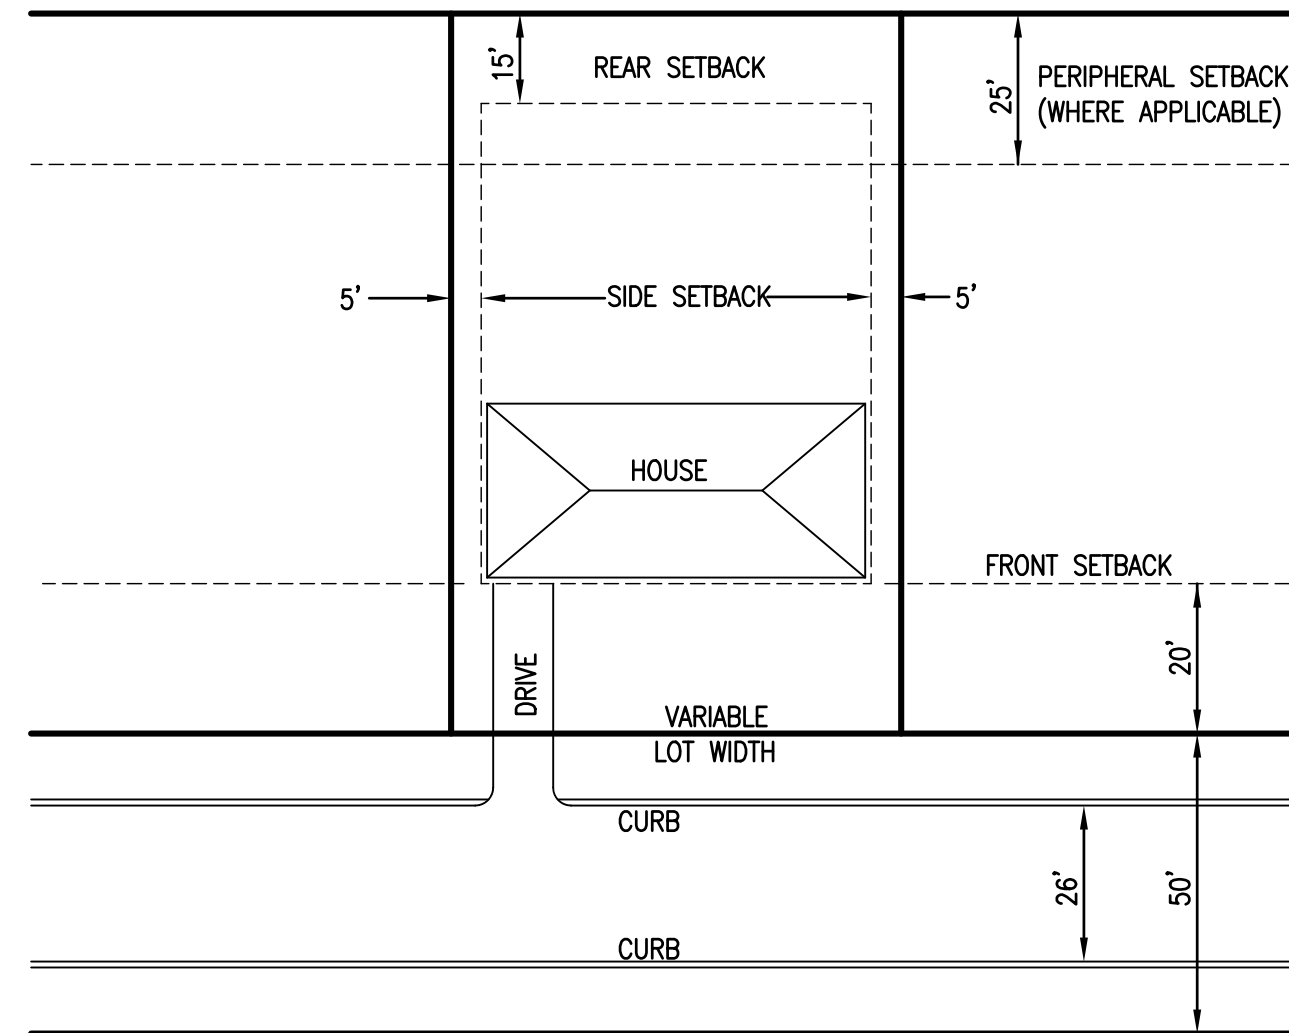 15'
REAR SETBACK
25'
PERIPHERAL SETBACK
(WHERE APPLICABLE)
5'
SIDE SETBACK
5'
HOUSE
FRONT SETBACK
20'
DRIVE
VARIABLE
LOT WIDTH
CURB
26'
50'
CURB